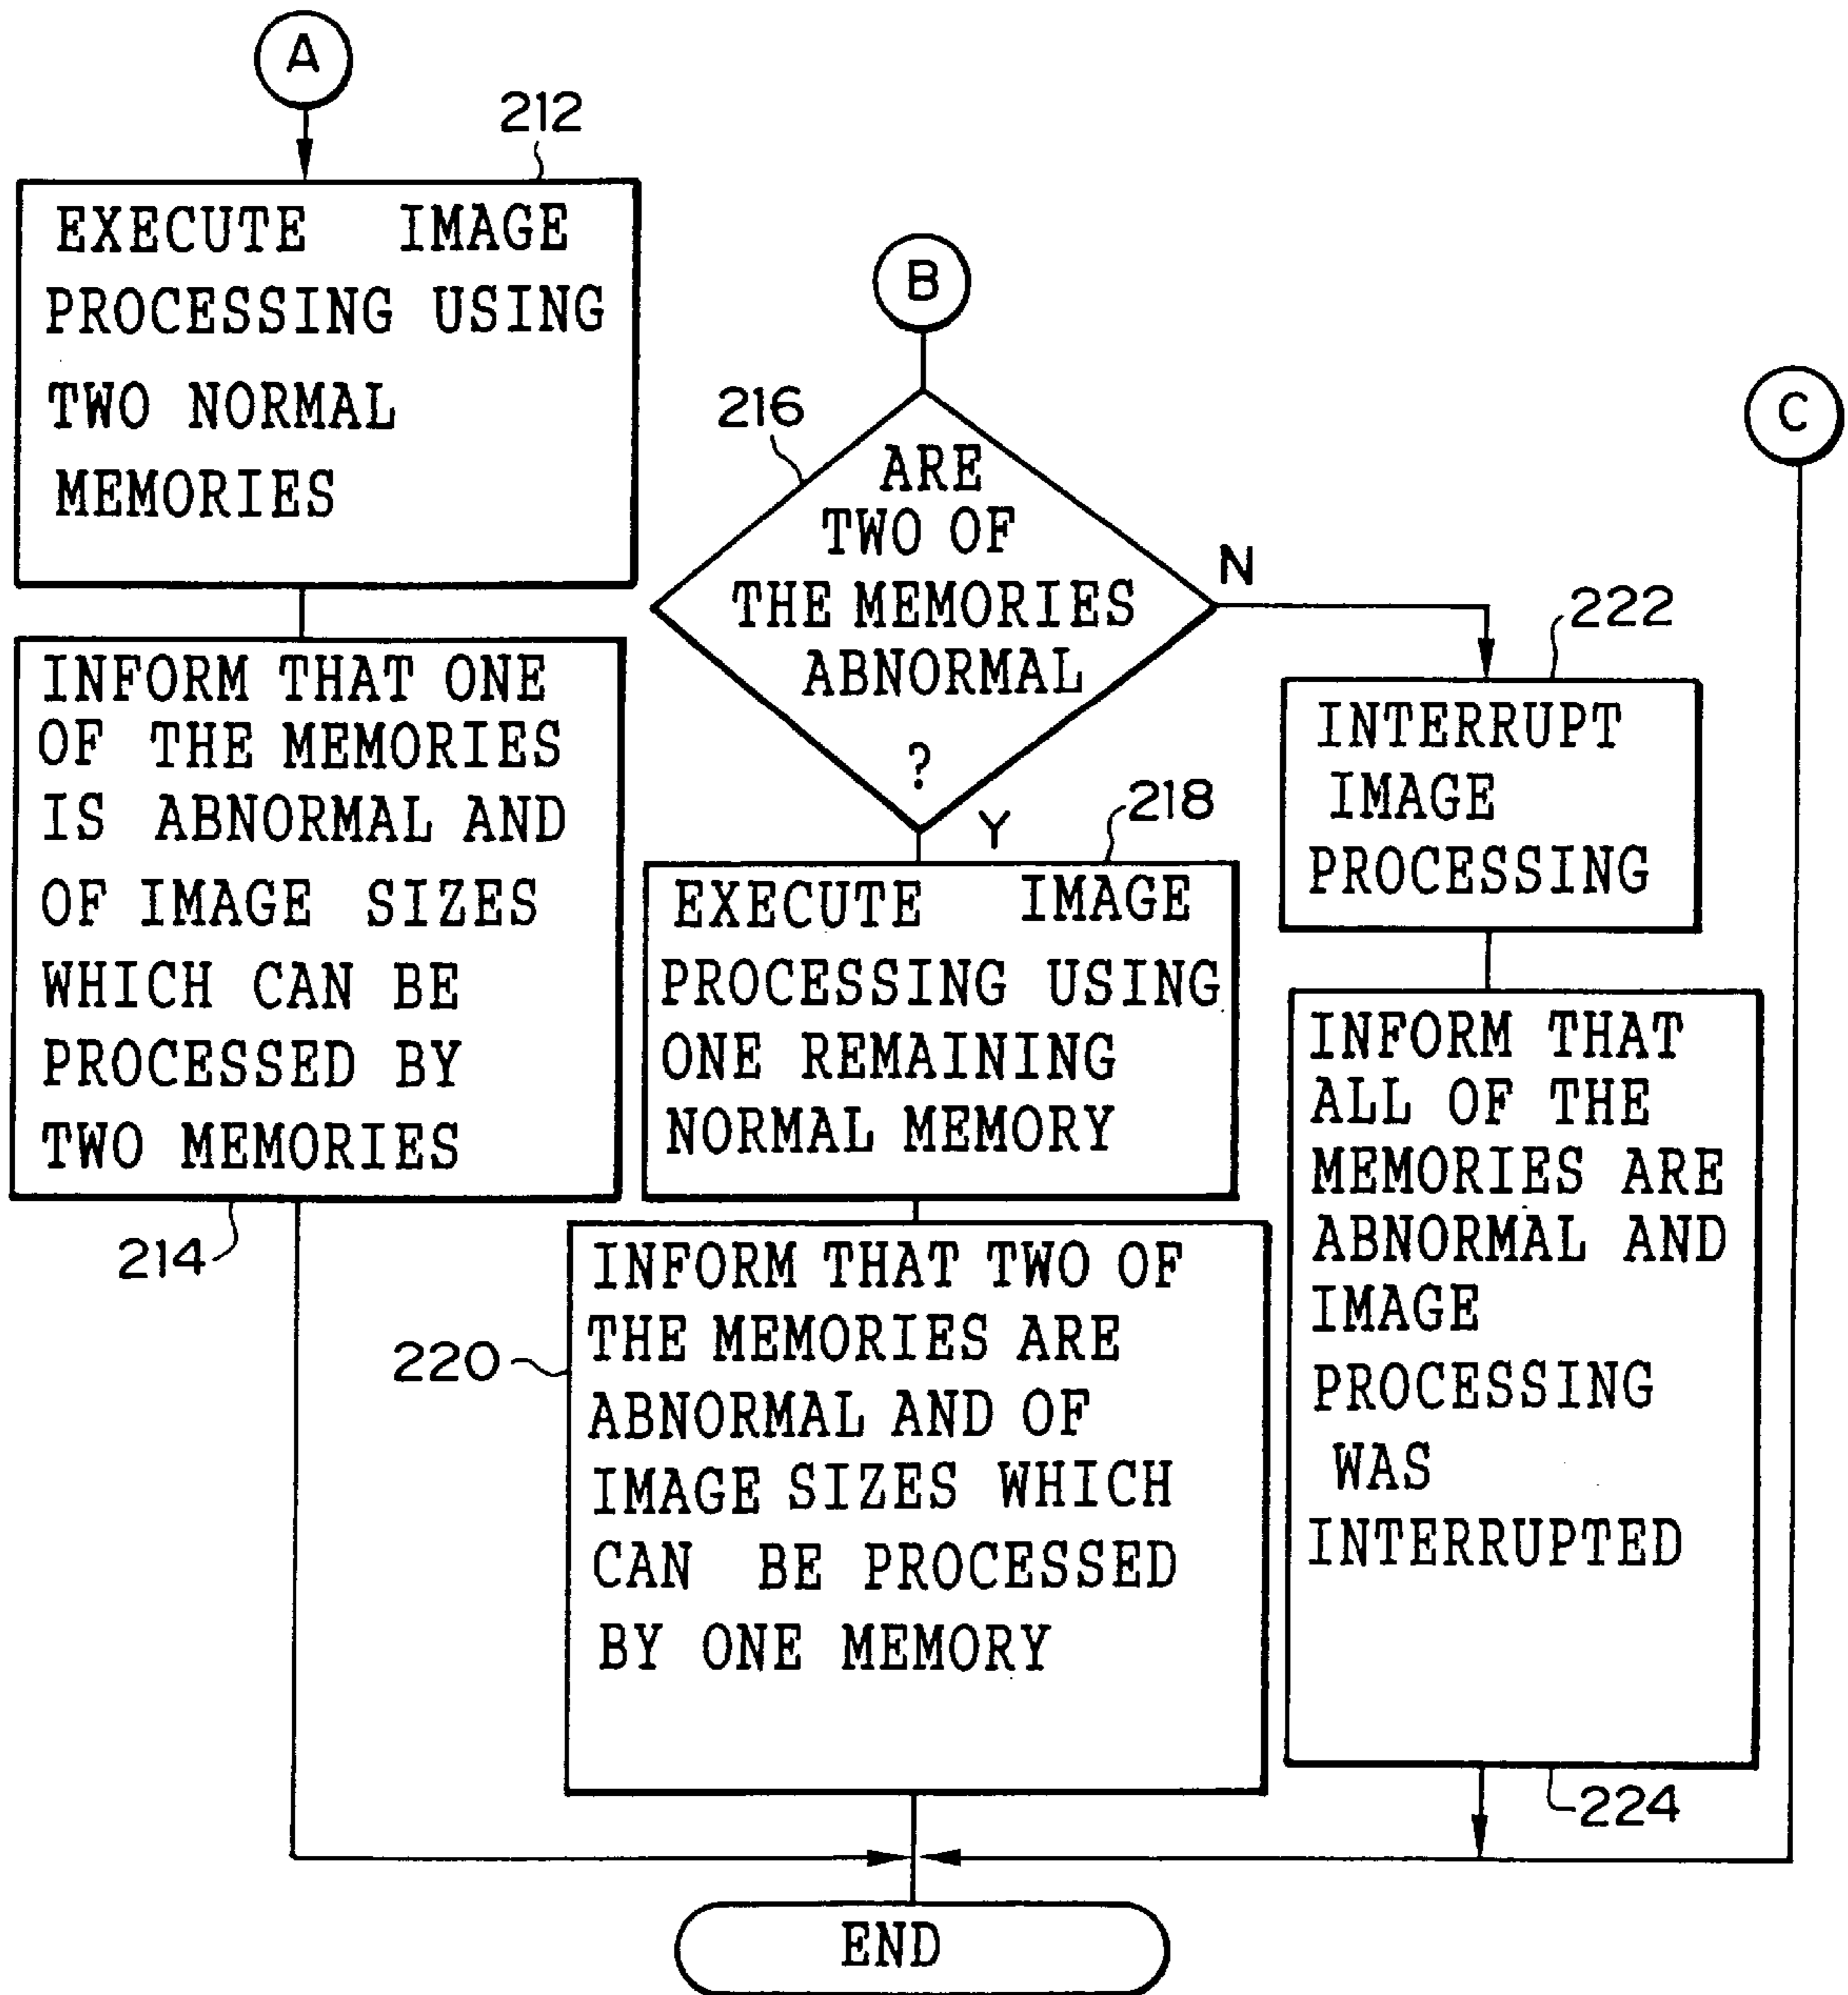 A
212
EXECUTE IMAGE
PROCESSING USING
TWO NORMAL
MEMORIES
INFORM THAT ONE
OF THE MEMORIES
IS ABNORMAL AND
OF IMAGE SIZES
WHICH CAN BE
PROCESSED BY
TWO MEMORIES
214
B
216
ARE
TWO OF
THE MEMORIES
ABNORMAL
?
N
Y
218
EXECUTE IMAGE
PROCESSING USING
ONE REMAINING
NORMAL MEMORY
220
INFORM THAT TWO OF
THE MEMORIES ARE
ABNORMAL AND OF
IMAGE SIZES WHICH
CAN BE PROCESSED
BY ONE MEMORY
222
INTERRUPT
IMAGE
PROCESSING
INFORM THAT
ALL OF THE
MEMORIES ARE
ABNORMAL AND
IMAGE
PROCESSING
WAS
INTERRUPTED
224
C
END